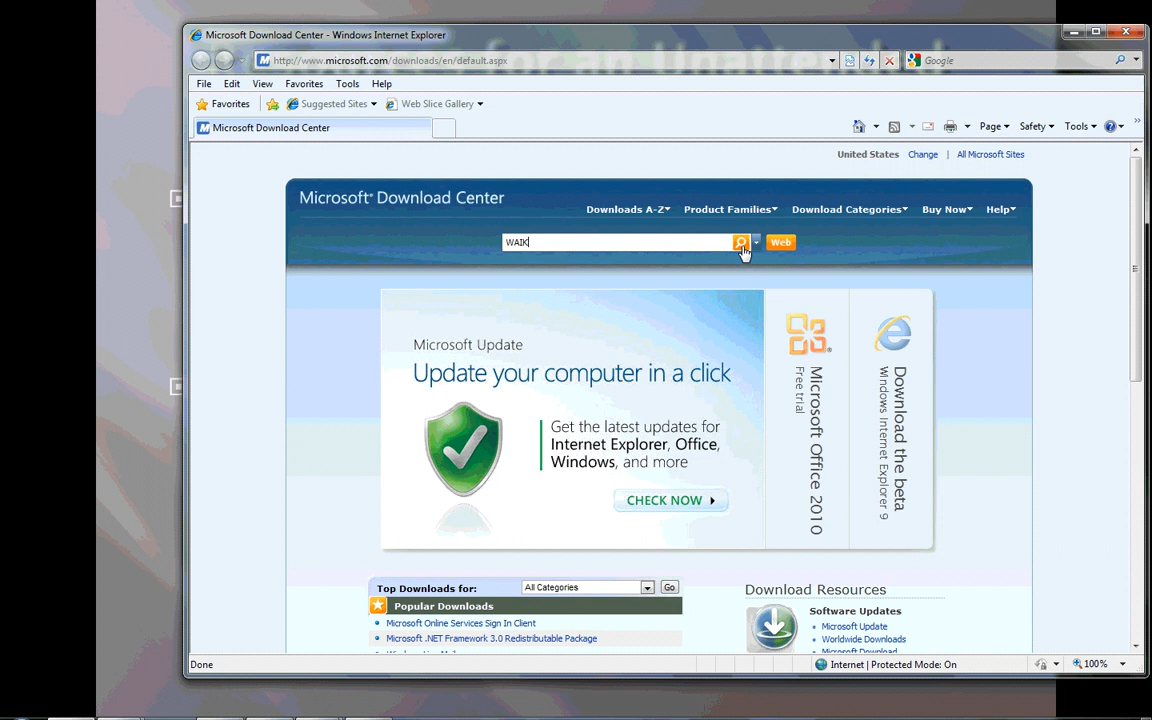 for an Unattended
Microsoft Download Center - Windows Internet Explorer
http://www.microsoft.com/downloads/en/default.aspx
Google
File Edit View Favorites Tools Help
Favorites Suggested Sites Web Slice Gallery
Microsoft Download Center
Page Safety Tools
United States Change All Microsoft Sites
Microsoft® Download Center
Downloads A-Z Product Families Download Categories Buy Now Help
WAIK
Web
Microsoft Update
Update your computer in a click
Get the latest updates for
Internet Explorer, Office,
Windows, and more
CHECK NOW
Microsoft Office 2010
Free trial
Download the beta
Windows Internet Explorer 9
Top Downloads for: All Categories Go
Popular Downloads
Microsoft Online Services Sign In Client
Microsoft .NET Framework 3.0 Redistributable Package
Download Resources
Software Updates
Microsoft Update
Worldwide Downloads
Microsoft Download
Done
Internet | Protected Mode: On
100%